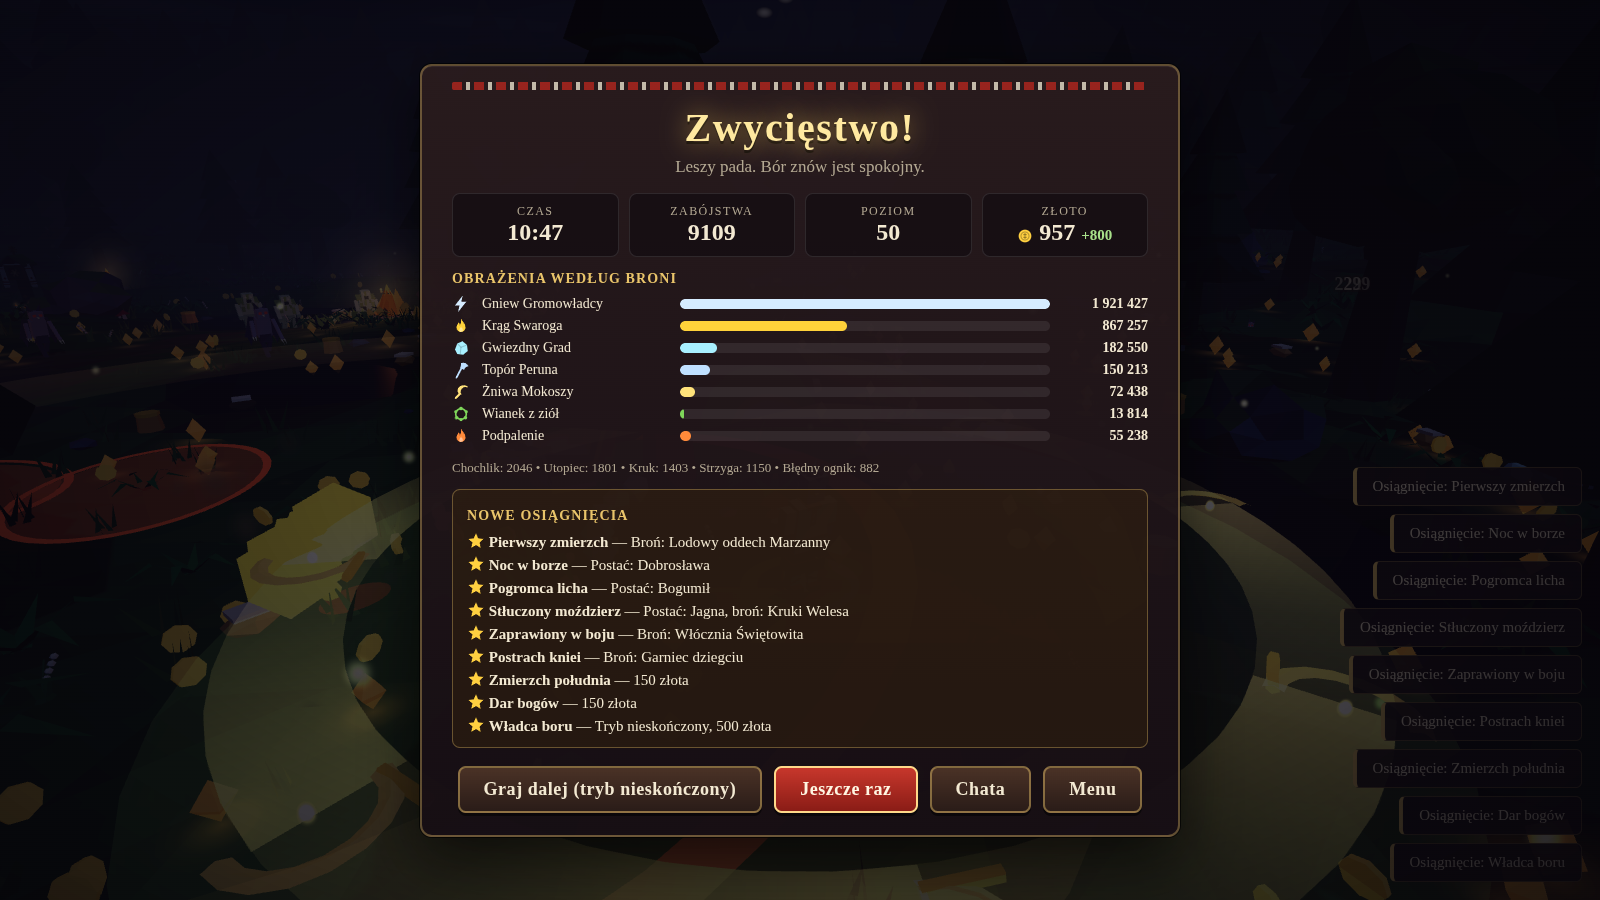 Zwycięstwo!
Leszy pada. Bór znów jest spokojny.
CZAS
10:47
ZABÓJSTWA
9109
POZIOM
50
ZŁOTO
957 +800
OBRAŻENIA WEDŁUG BRONI
Gniew Gromowładcy 1 921 427
Krąg Swaroga 867 257
Gwiezdny Grad 182 550
Topór Peruna 150 213
Żniwa Mokoszy 72 438
Wianek z ziół 13 814
Podpalenie 55 238
Chochlik: 2046 • Utopiec: 1801 • Kruk: 1403 • Strzyga: 1150 • Błędny ognik: 882
NOWE OSIĄGNIĘCIA
Pierwszy zmierzch — Broń: Lodowy oddech Marzanny
Noc w borze — Postać: Dobrosława
Pogromca licha — Postać: Bogumił
Stłuczony moździerz — Postać: Jagna, broń: Kruki Welesa
Zaprawiony w boju — Broń: Włócznia Świętowita
Postrach kniei — Broń: Garniec dziegciu
Zmierzch południa — 150 złota
Dar bogów — 150 złota
Władca boru — Tryb nieskończony, 500 złota
Graj dalej (tryb nieskończony)
Jeszcze raz
Chata
Menu
2299
Osiągnięcie: Pierwszy zmierzch
Osiągnięcie: Noc w borze
Osiągnięcie: Pogromca licha
Osiągnięcie: Stłuczony moździerz
Osiągnięcie: Zaprawiony w boju
Osiągnięcie: Postrach kniei
Osiągnięcie: Zmierzch południa
Osiągnięcie: Dar bogów
Osiągnięcie: Władca boru